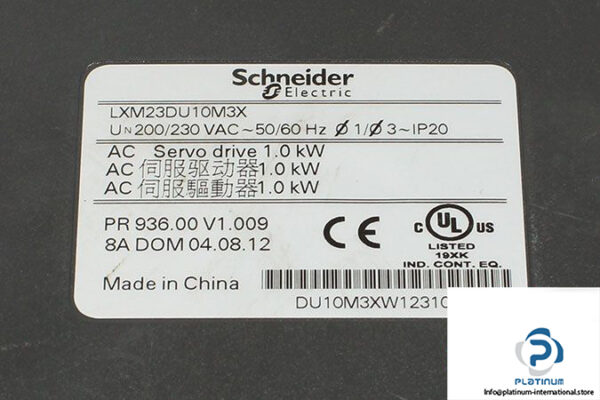 Schneider
Electric
LXM23DU10M3X
UN 200/230 VAC~50/60 Hz Ø 1/Ø 3~IP20
AC Servo drive 1.0 kW
AC 伺服驱动器1.0 kW
AC 伺服驅動器1.0 kW
PR 936.00 V1.009
8A DOM 04.08.12
CE
C UL US
LISTED
19XK
IND. CONT. EQ.
Made in China
DU10M3XW1231
PLATINUM
Info@platinum-international.store